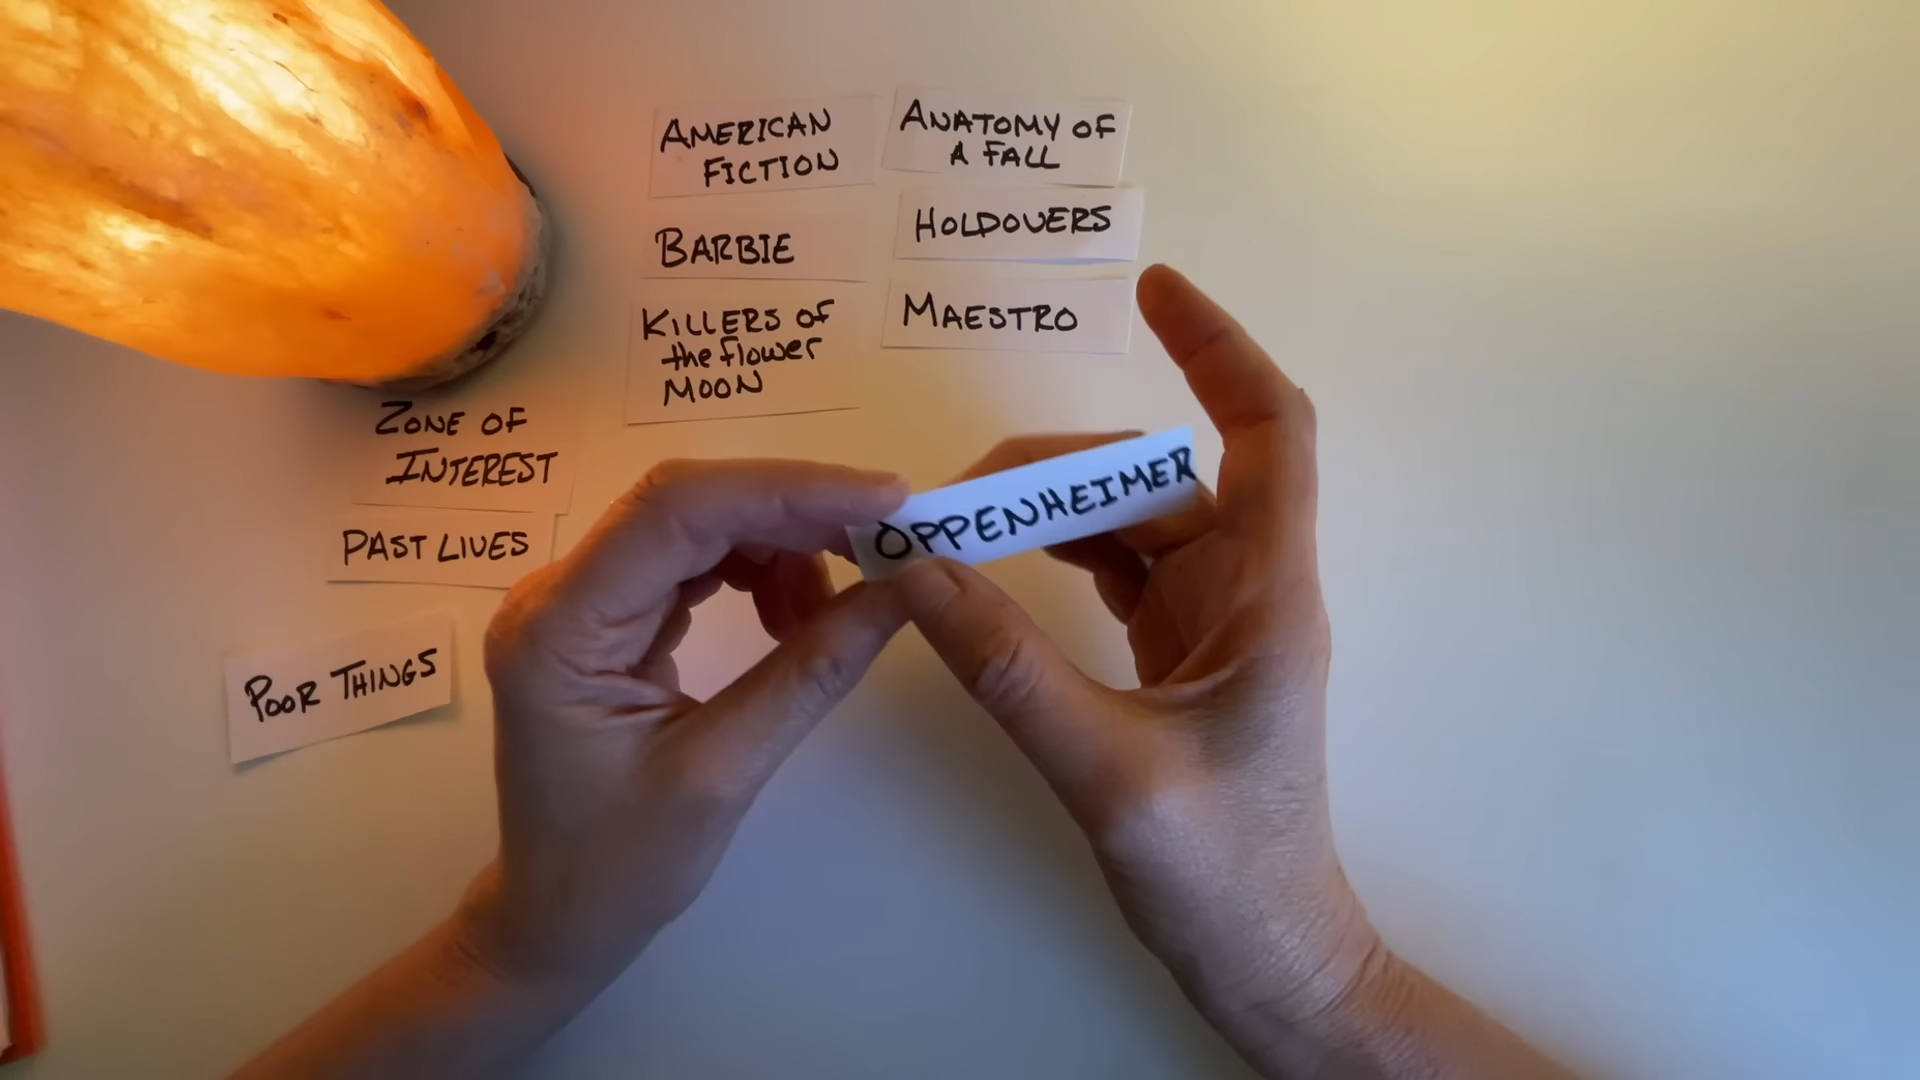 AMERICAN
FICTION
ANATOMY OF
A FALL
BARBIE
HOLDOVERS
KILLERS OF
the flower
MOON
MAESTRO
ZONE OF
INTEREST
PAST LIVES
OPPENHEIMER
POOR THINGS